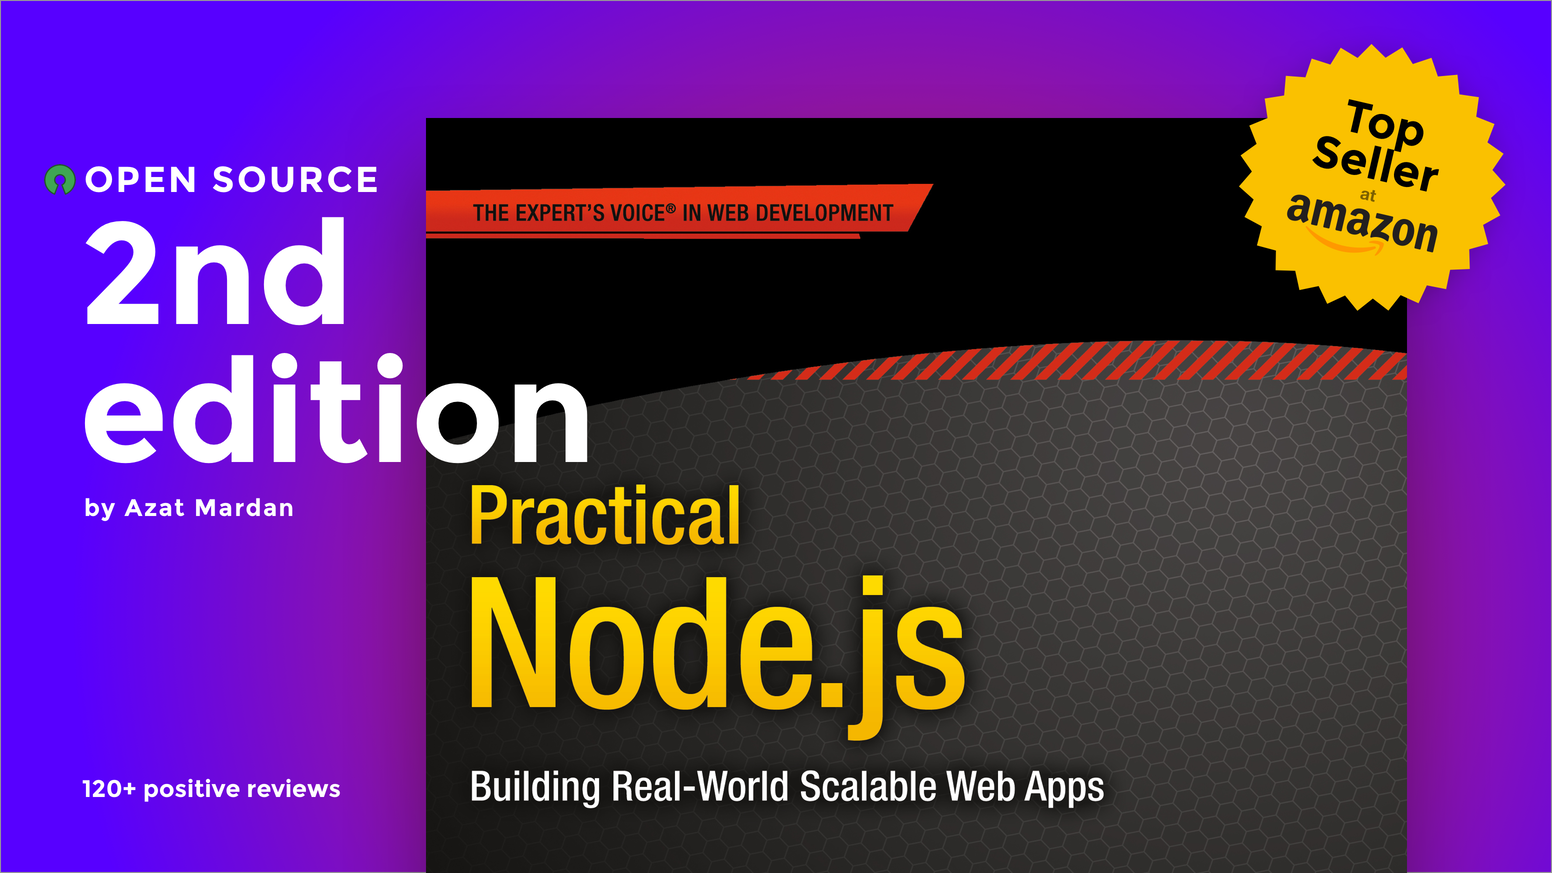 OPEN SOURCE
2nd
edition
by Azat Mardan
120+ positive reviews
THE EXPERT’S VOICE® IN WEB DEVELOPMENT
Practical
Node.js
Building Real-World Scalable Web Apps
Top
Seller
at
amazon